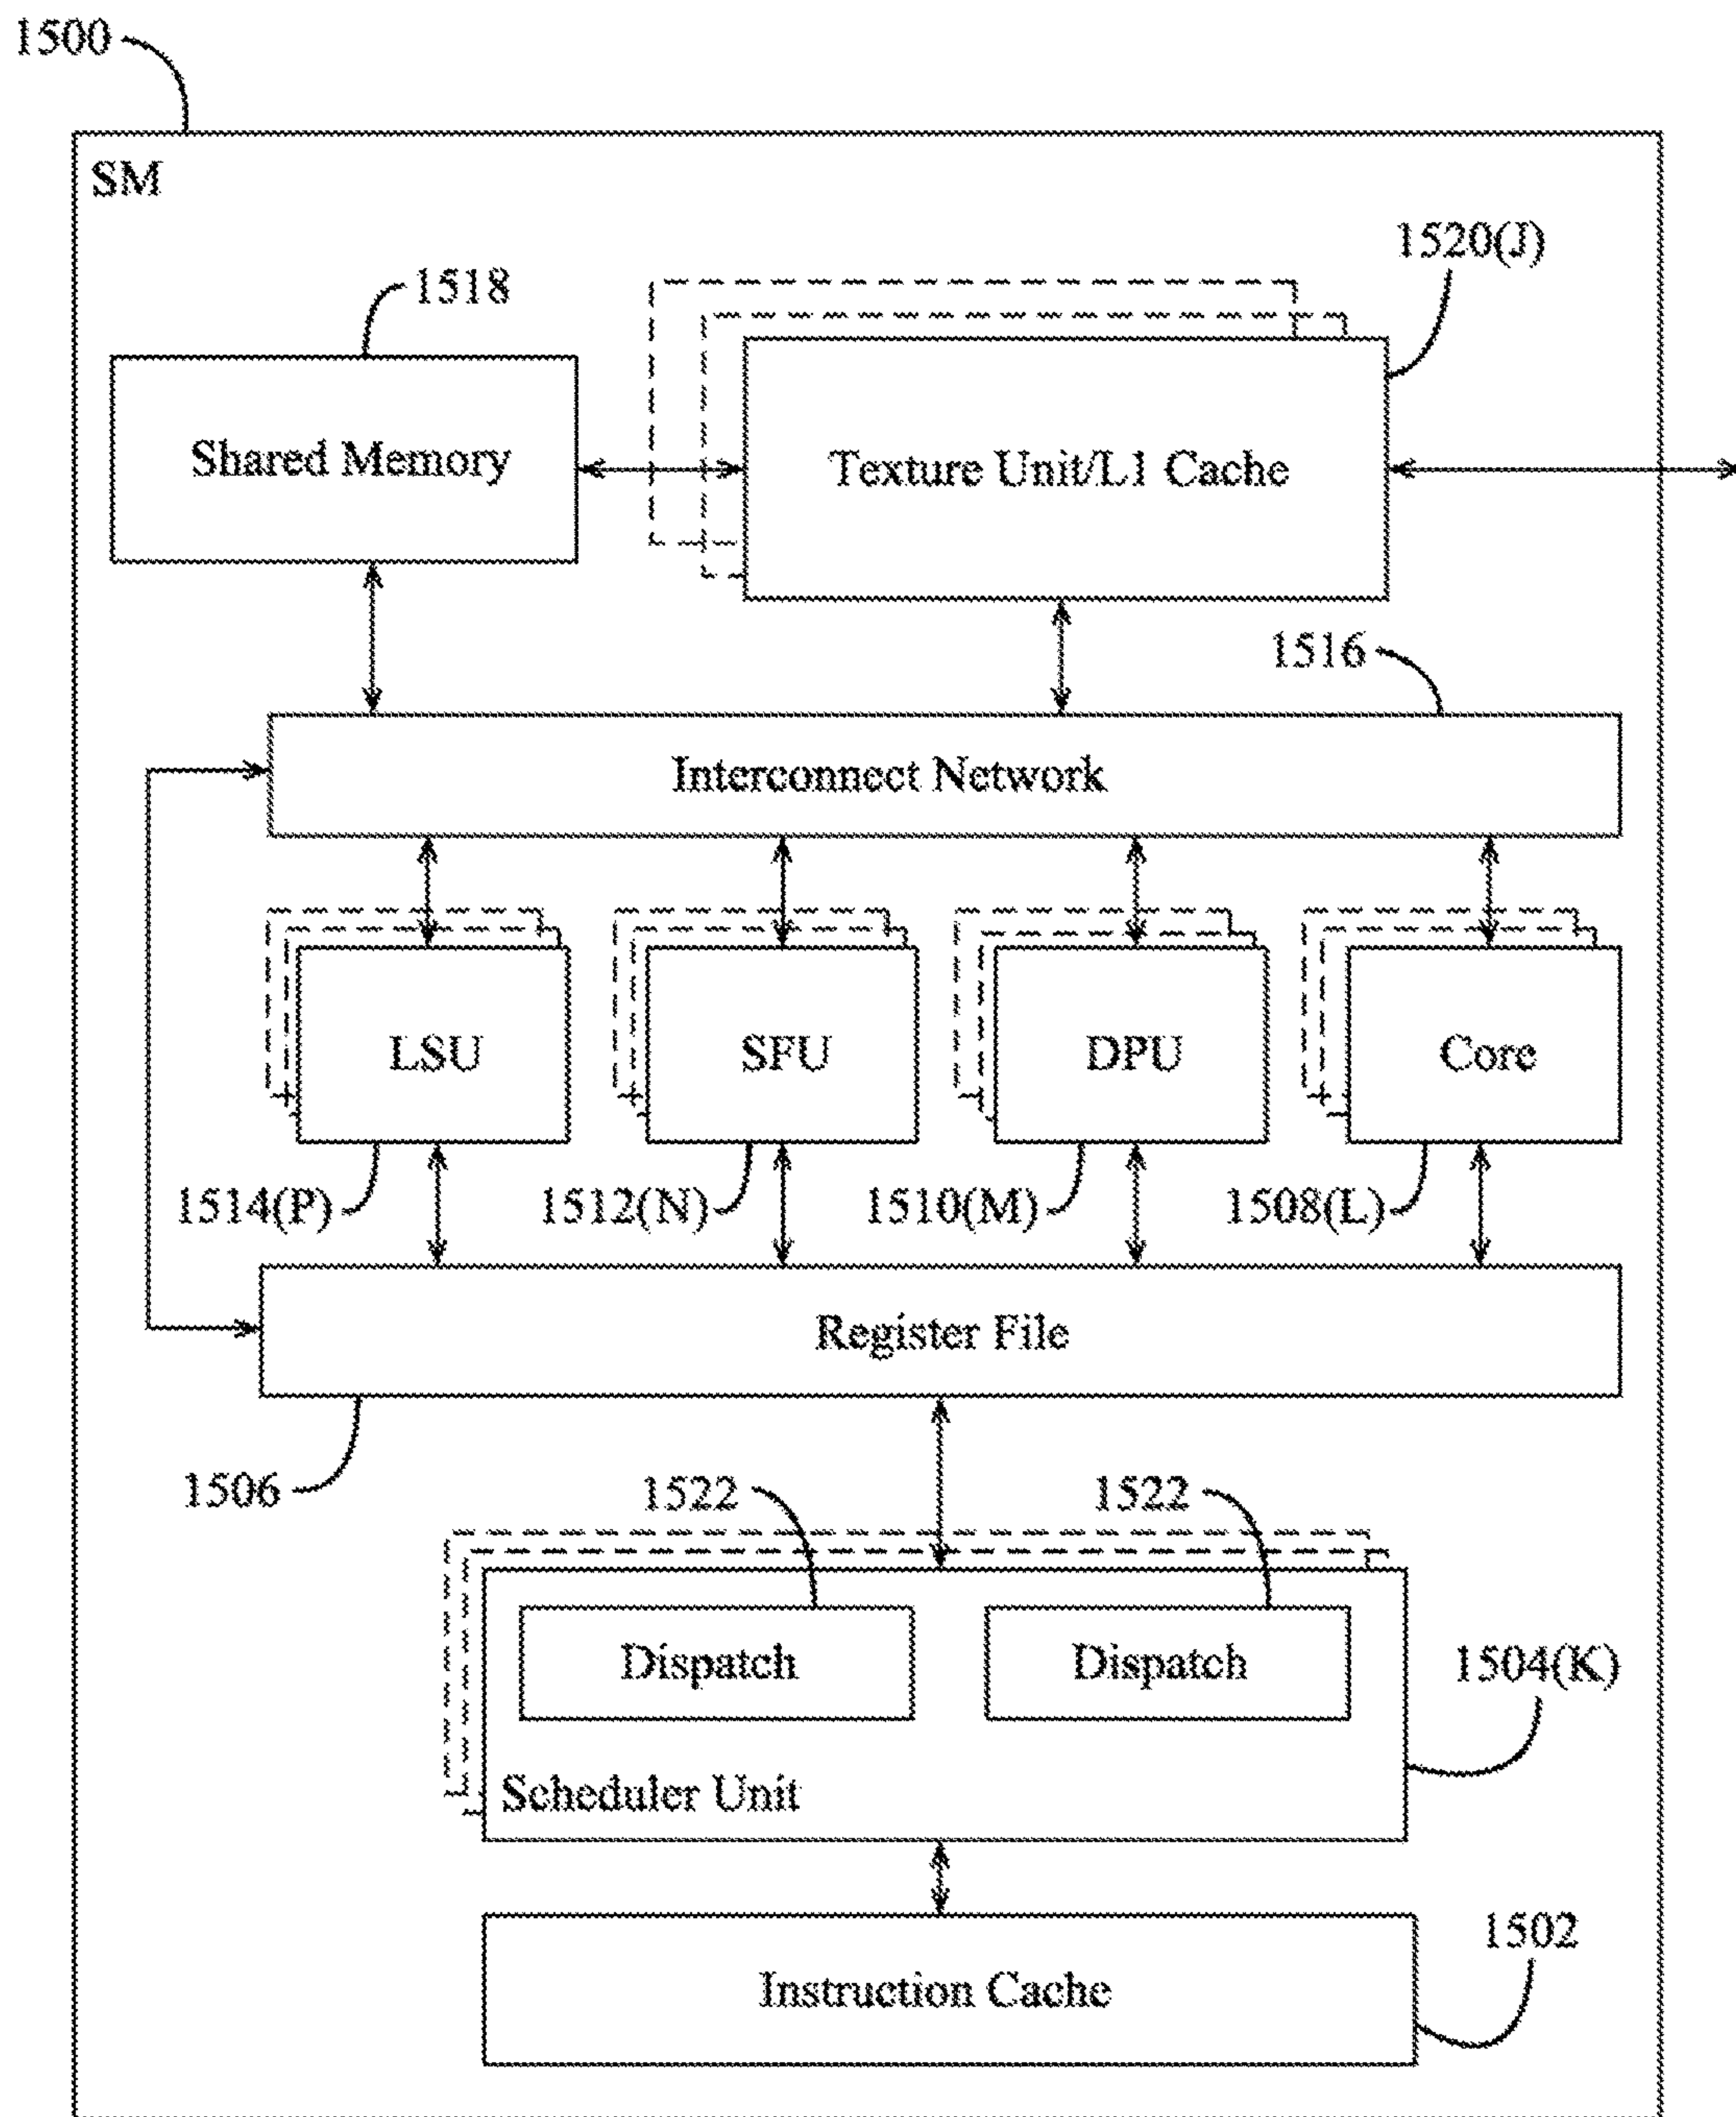 1500
SM
1520(J)
1518
Shared Memory
Texture Unit/L1 Cache
1516
Interconnect Network
LSU
SFU
DPU
Core
1514(P)
1512(N)
1510(M)
1508(L)
Register File
1506
1522
1522
Dispatch
Dispatch
1504(K)
Scheduler Unit
1502
Instruction Cache